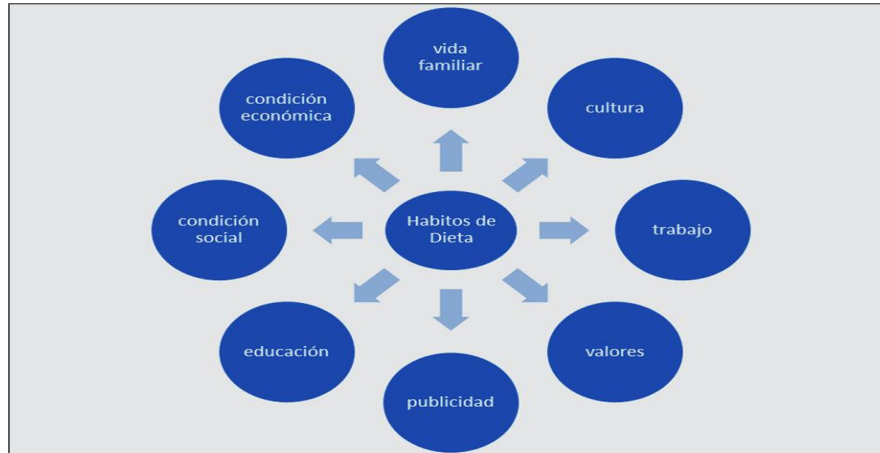 vida
familiar
cultura
trabajo
valores
publicidad
educación
condición
social
condición
económica
Habitos de
Dieta